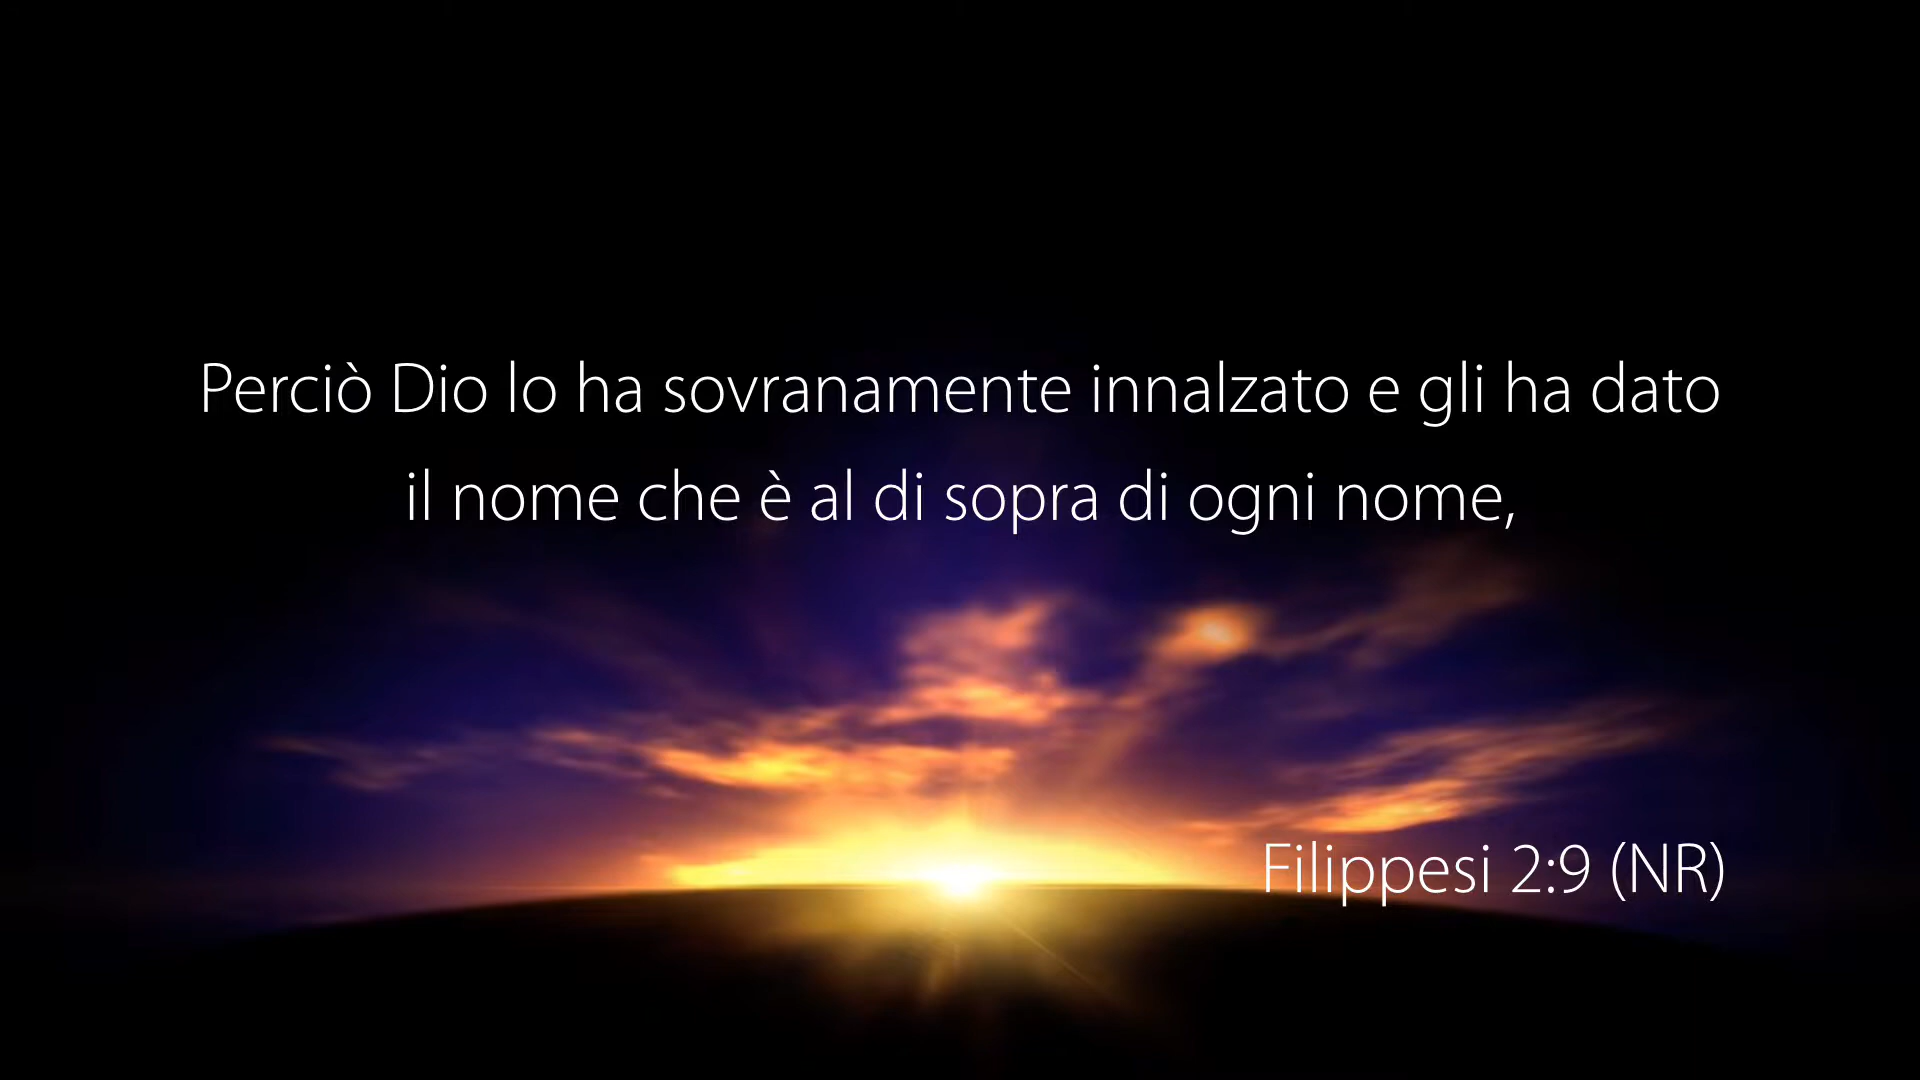 Perciò Dio lo ha sovranamente innalzato e gli ha dato
il nome che è al di sopra di ogni nome,
Filippesi 2:9 (NR)